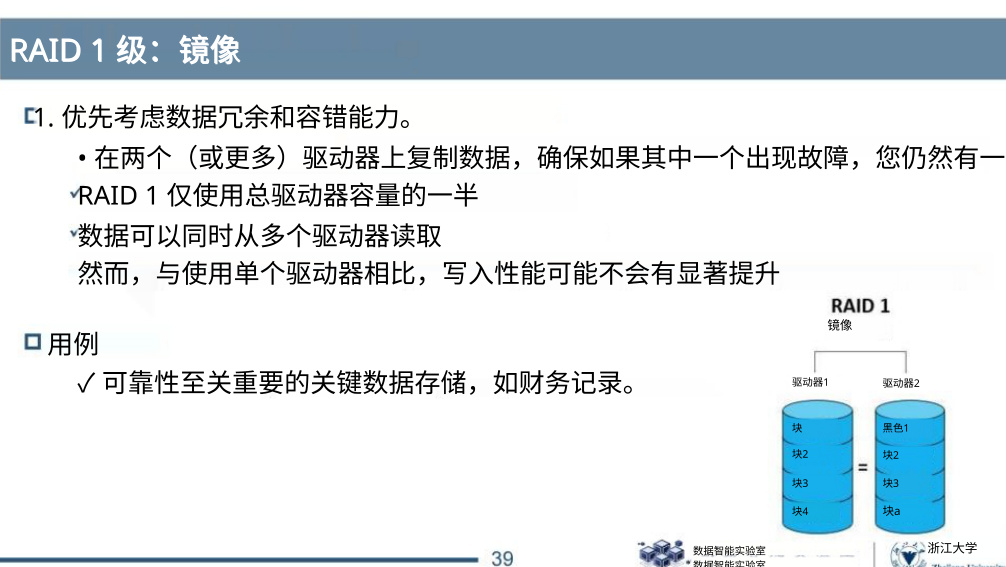 RAID 1 级：镜像
1. 优先考虑数据冗余和容错能力。
• 在两个（或更多）驱动器上复制数据，确保如果其中一个出现故障，您仍然有一
✓RAID 1 仅使用总驱动器容量的一半
✓数据可以同时从多个驱动器读取
然而，与使用单个驱动器相比，写入性能可能不会有显著提升
用例
✓ 可靠性至关重要的关键数据存储，如财务记录。
RAID 1
镜像
驱动器1 驱动器2
块 黑色1
块2 块2
=
块3 块3
块4 块a
39
数据智能实验室
数据智能实验室
浙江大学